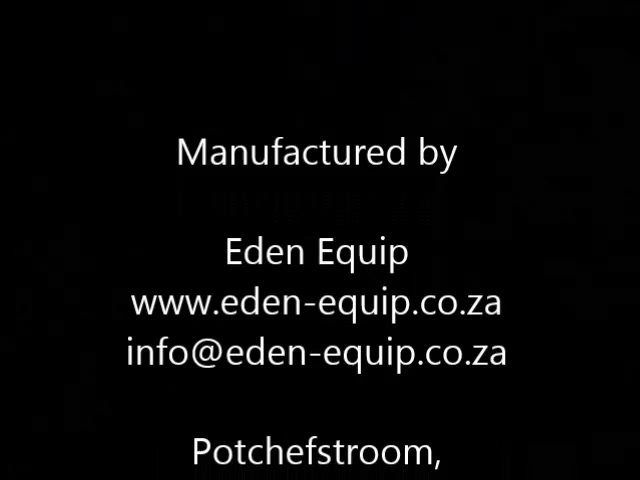 Manufactured by
Eden Equip
www.eden-equip.co.za
info@eden-equip.co.za
Potchefstroom,